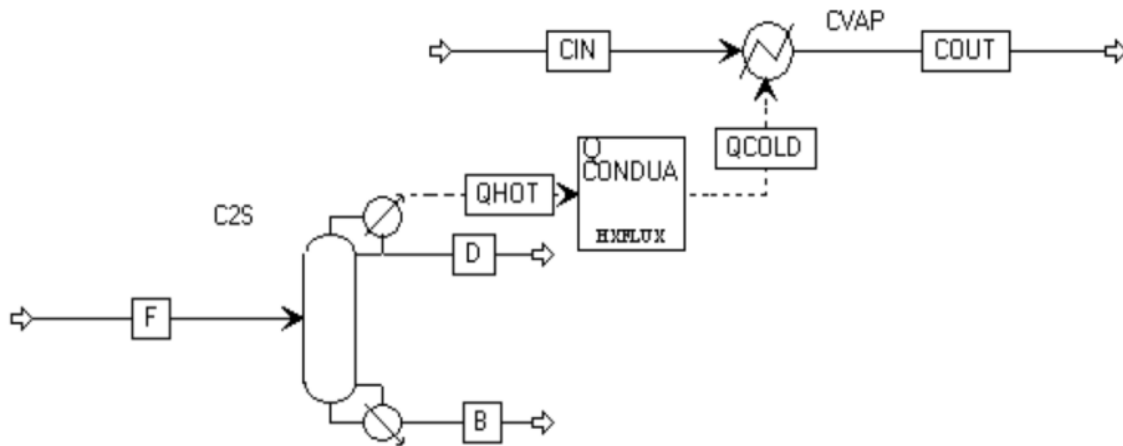 CVAP
CIN
COUT
QCOLD
Q
CONDUA
QHOT
HXFLUX
C2S
D
F
B